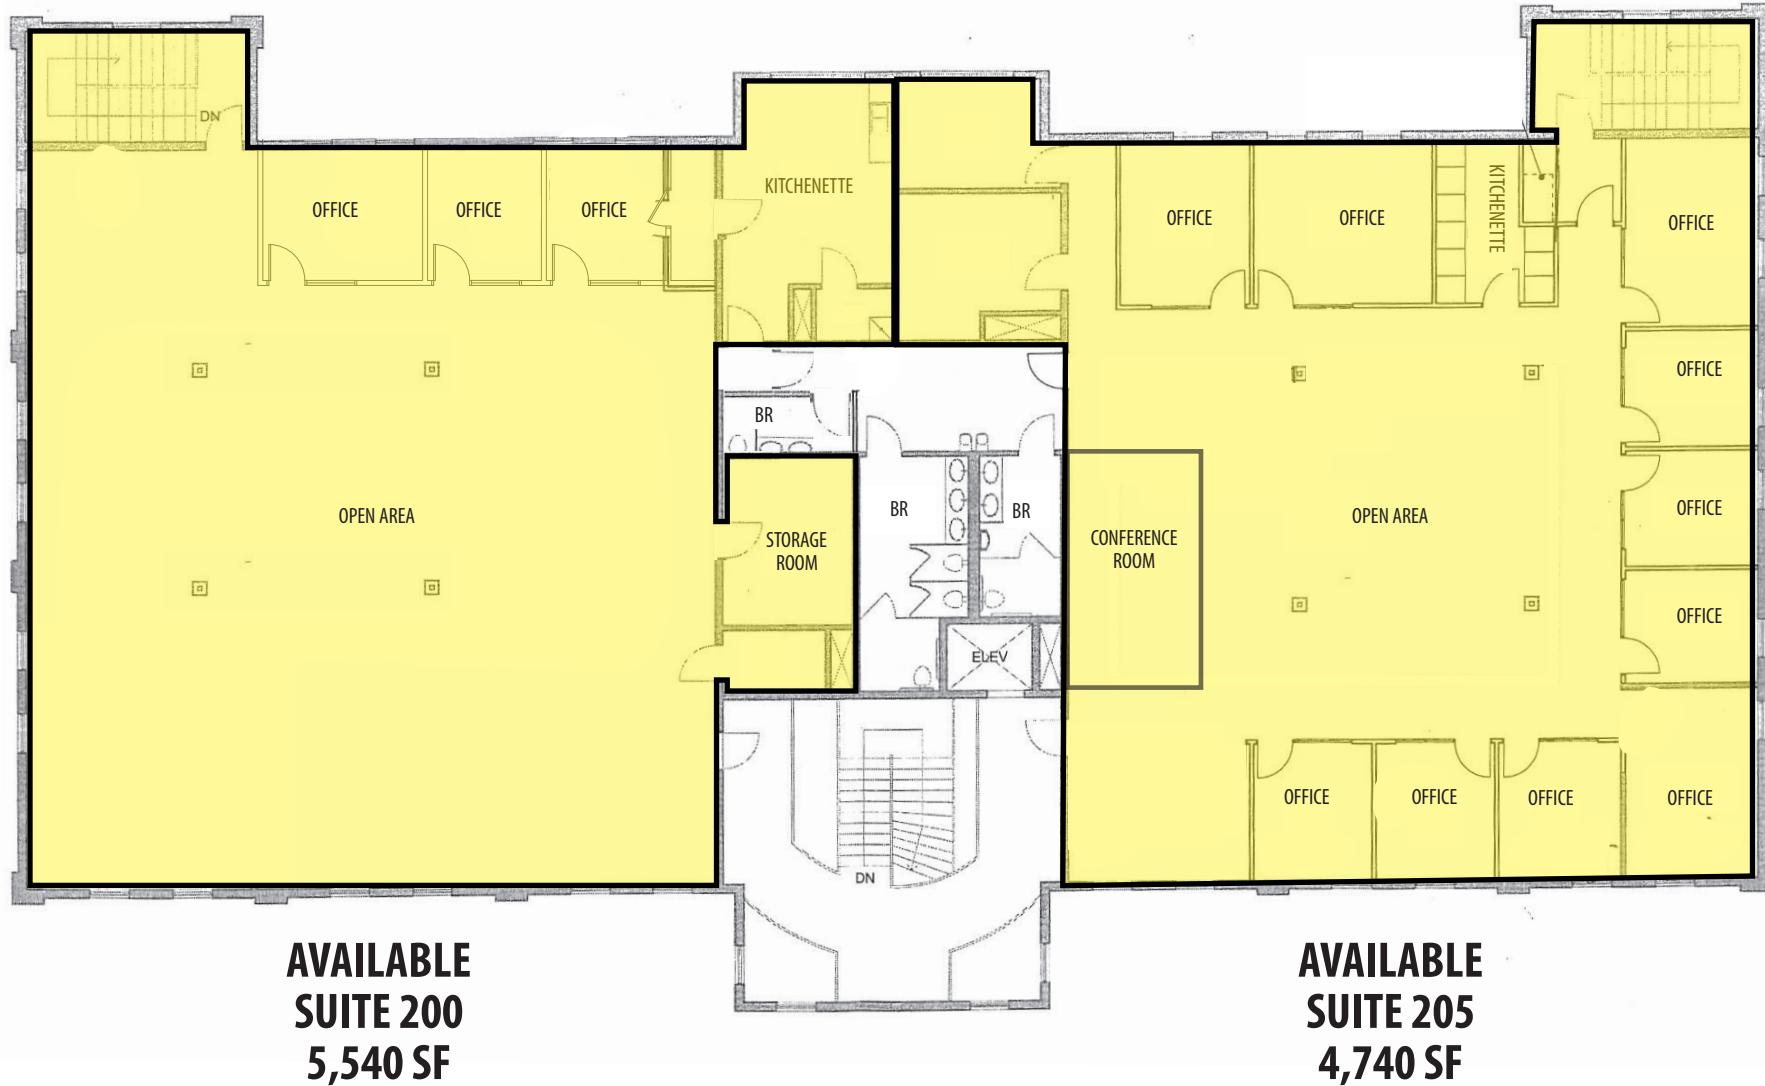 DN
OFFICE
OFFICE
OFFICE
KITCHENETTE
OFFICE
OFFICE
KITCHENETTE
OFFICE
OFFICE
BR
OPEN AREA
STORAGE
ROOM
BR
BR
CONFERENCE
ROOM
OPEN AREA
OFFICE
OFFICE
ELEV
DN
OFFICE
OFFICE
OFFICE
OFFICE
AVAILABLE
SUITE 200
5,540 SF
AVAILABLE
SUITE 205
4,740 SF